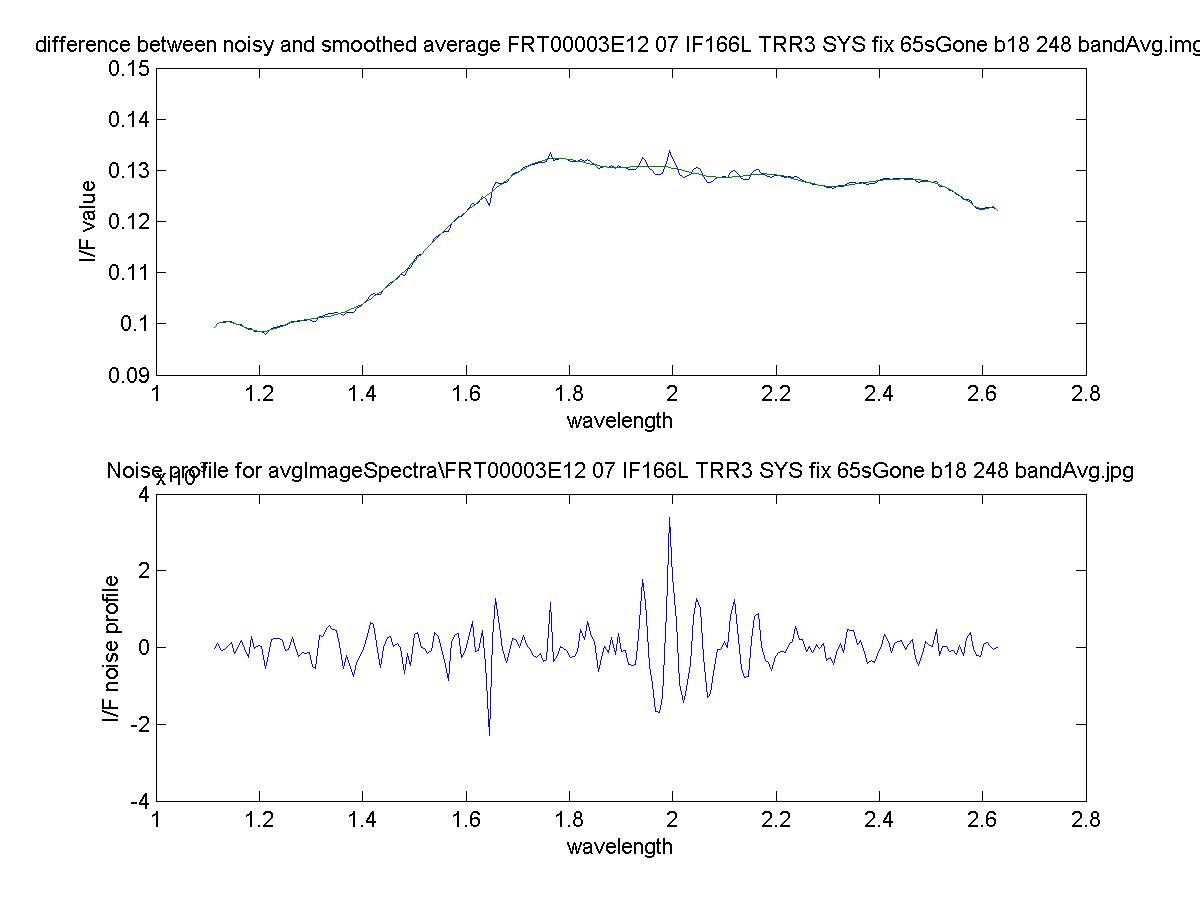 difference between noisy and smoothed average FRT00003E12 07 IF166L TRR3 SYS fix 65sGone b18 248 bandAvg.img
0.15
0.14
0.13
0.12
0.11
0.1
0.09
I/F value
1 1.2 1.4 1.6 1.8 2 2.2 2.4 2.6 2.8
wavelength
Noise profile for avgImageSpectra\FRT00003E12 07 IF166L TRR3 SYS fix 65sGone b18 248 bandAvg.jpg
x 10
4
2
0
-2
-4
I/F noise profile
1 1.2 1.4 1.6 1.8 2 2.2 2.4 2.6 2.8
wavelength